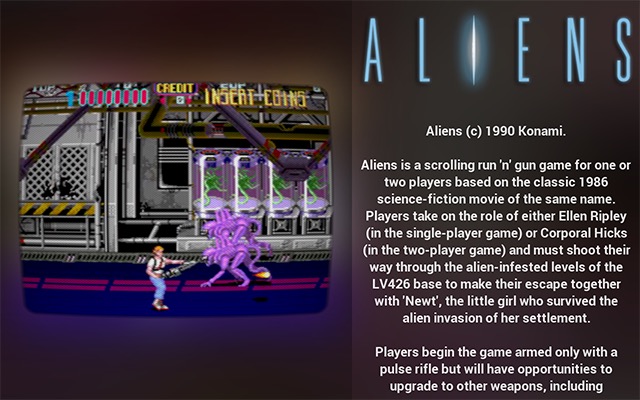 1UP
CREDIT
2
2UP
INSERT COINS
ALIENS
Aliens (c) 1990 Konami.
Aliens is a scrolling run 'n' gun game for one or
two players based on the classic 1986
science-fiction movie of the same name.
Players take on the role of either Ellen Ripley
(in the single-player game) or Corporal Hicks
(in the two-player game) and must shoot their
way through the alien-infested levels of the
LV426 base to make their escape together
with 'Newt', the little girl who survived the
alien invasion of her settlement.
Players begin the game armed only with a
pulse rifle but will have opportunities to
upgrade to other weapons, including